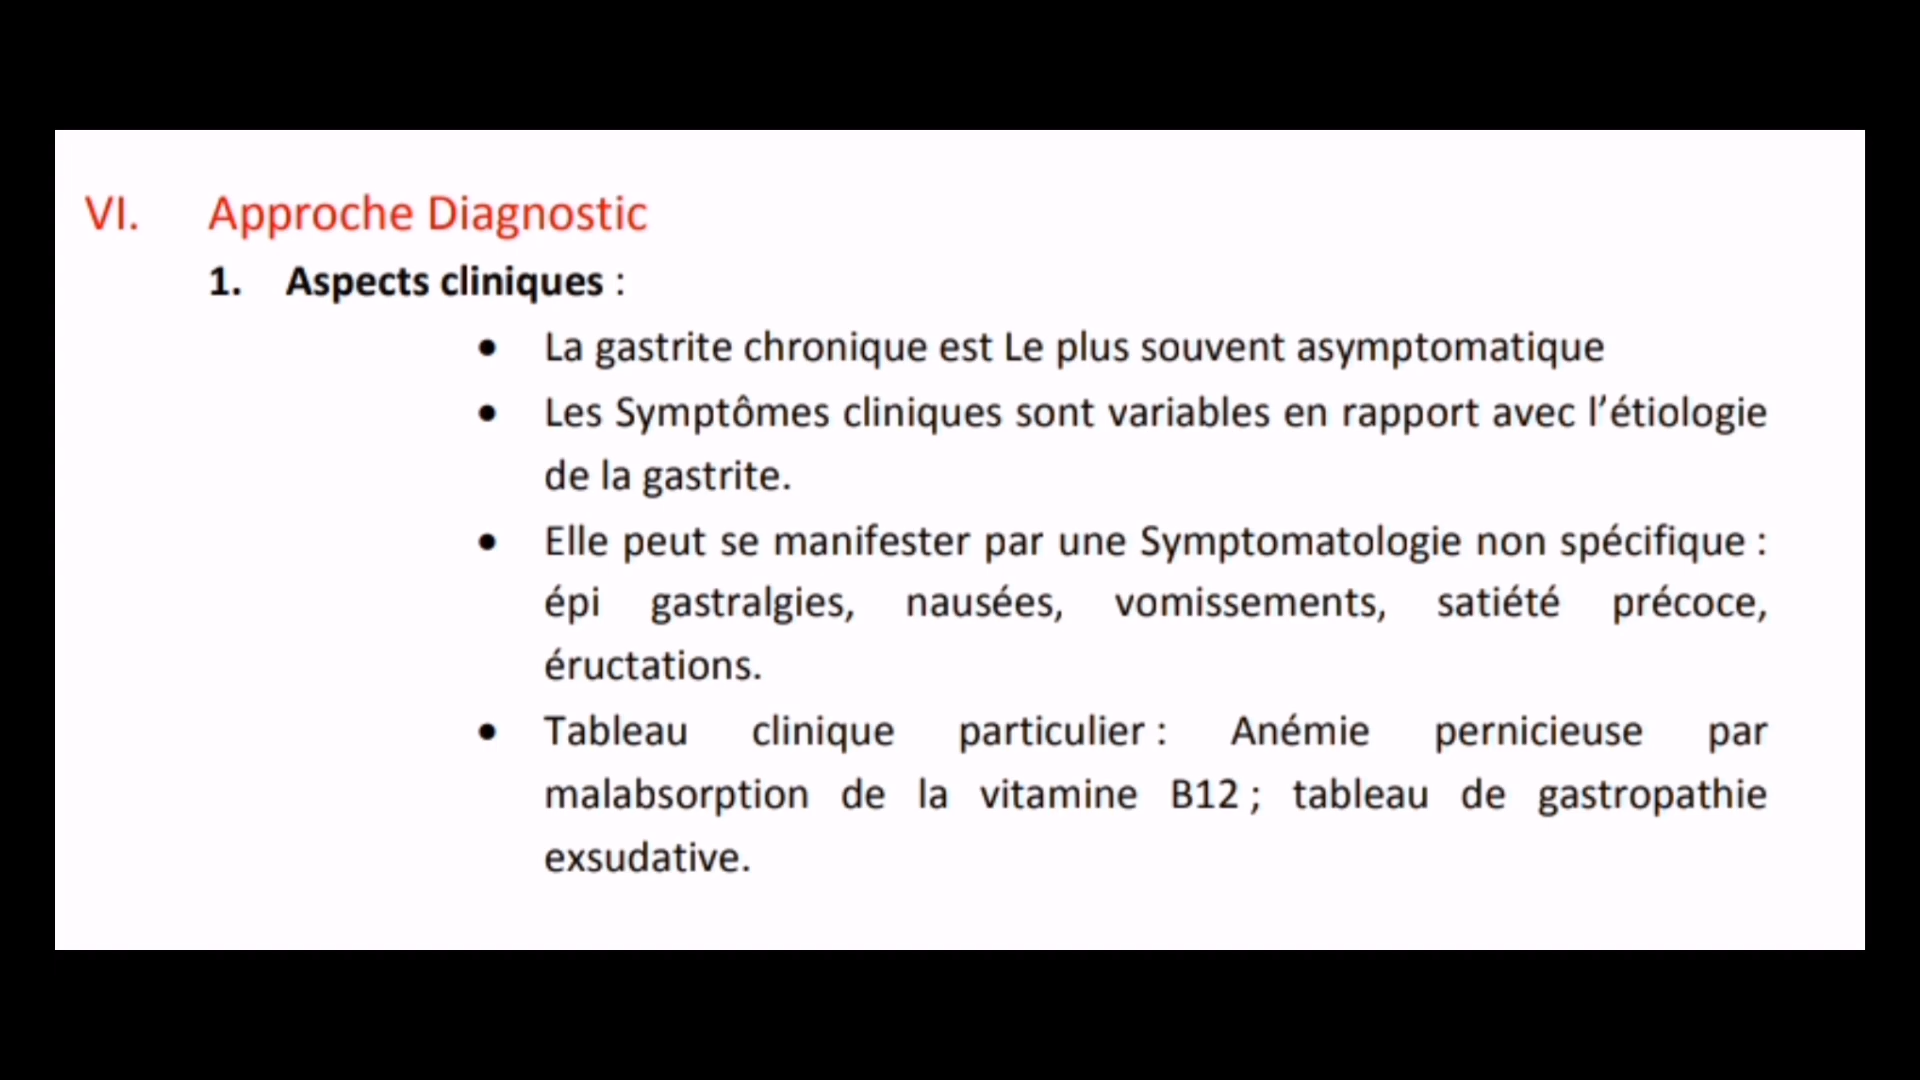 VI. Approche Diagnostic
1. Aspects cliniques :
• La gastrite chronique est Le plus souvent asymptomatique
• Les Symptômes cliniques sont variables en rapport avec l’étiologie
de la gastrite.
• Elle peut se manifester par une Symptomatologie non spécifique :
épi gastralgies, nausées, vomissements, satiété précoce,
éructations.
• Tableau clinique particulier : Anémie pernicieuse par
malabsorption de la vitamine B12 ; tableau de gastropathie
exsudative.